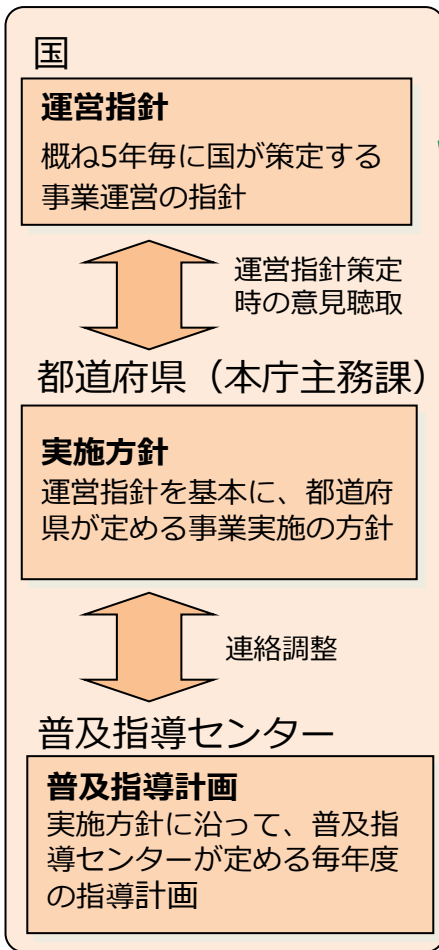 国
運営指針
概ね5年毎に国が策定する
事業運営の指針
運営指針策定
時の意見聴取
都道府県（本庁主務課）
実施方針
運営指針を基本に、都道府
県が定める事業実施の方針
連絡調整
普及指導センター
普及指導計画
実施方針に沿って、普及指
導センターが定める毎年度
の指導計画